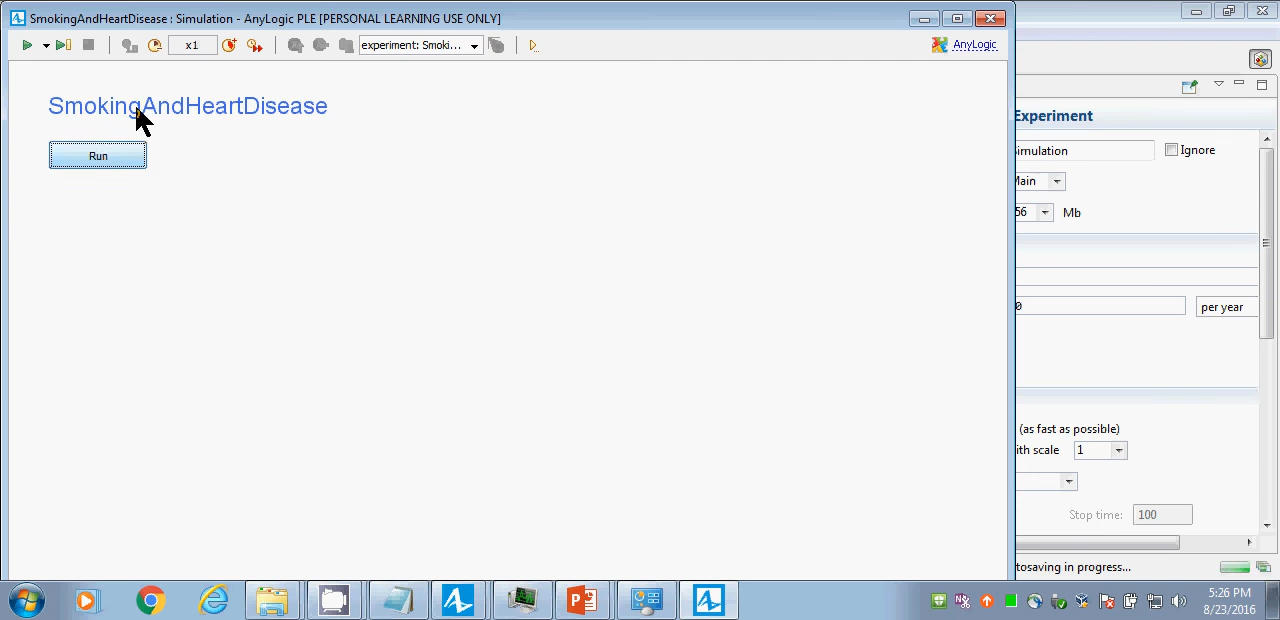 SmokingAndHeartDisease : Simulation - AnyLogic PLE [PERSONAL LEARNING USE ONLY]
x1
experiment: Smoki...
AnyLogic
SmokingAndHeartDisease
Run
Experiment
Simulation
Ignore
Main
56
Mb
0
per year
(as fast as possible)
ith scale
1
Stop time:
100
tosaving in progress...
5:26 PM
8/23/2016